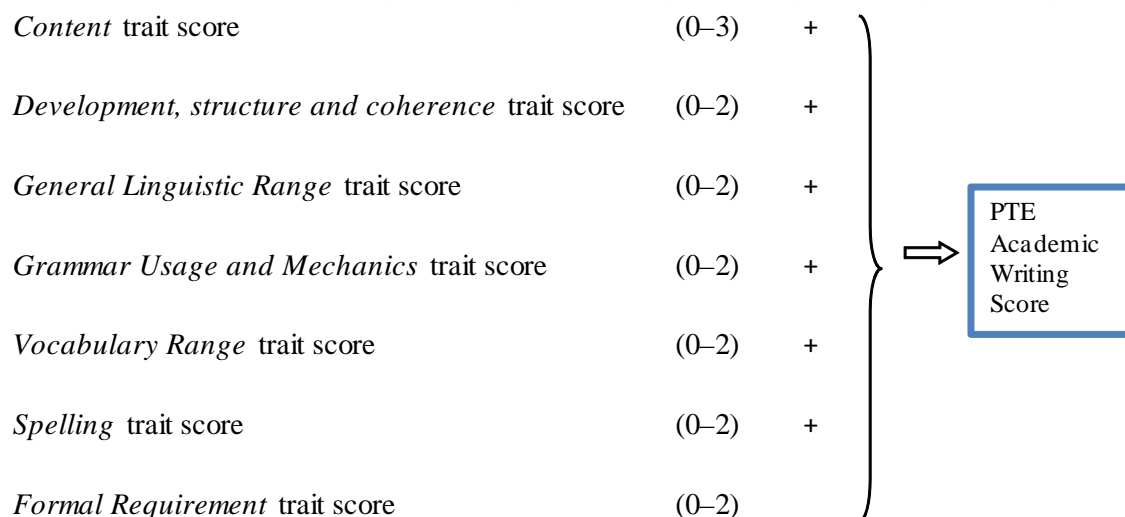 Content trait score (0–3) +
Development, structure and coherence trait score (0–2) +
General Linguistic Range trait score (0–2) +
Grammar Usage and Mechanics trait score (0–2) +
Vocabulary Range trait score (0–2) +
Spelling trait score (0–2) +
Formal Requirement trait score (0–2)
PTE
Academic
Writing
Score